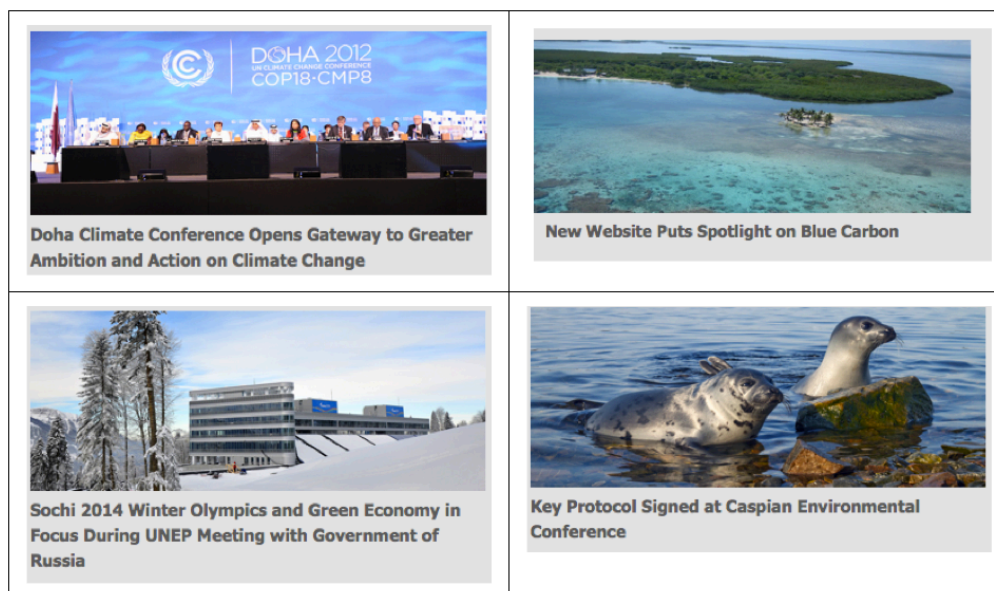 DOHA 2012
UN CLIMATE CHANGE CONFERENCE
COP18·CMP8
Doha Climate Conference Opens Gateway to Greater
Ambition and Action on Climate Change
New Website Puts Spotlight on Blue Carbon
Sochi 2014 Winter Olympics and Green Economy in
Focus During UNEP Meeting with Government of
Russia
Key Protocol Signed at Caspian Environmental
Conference